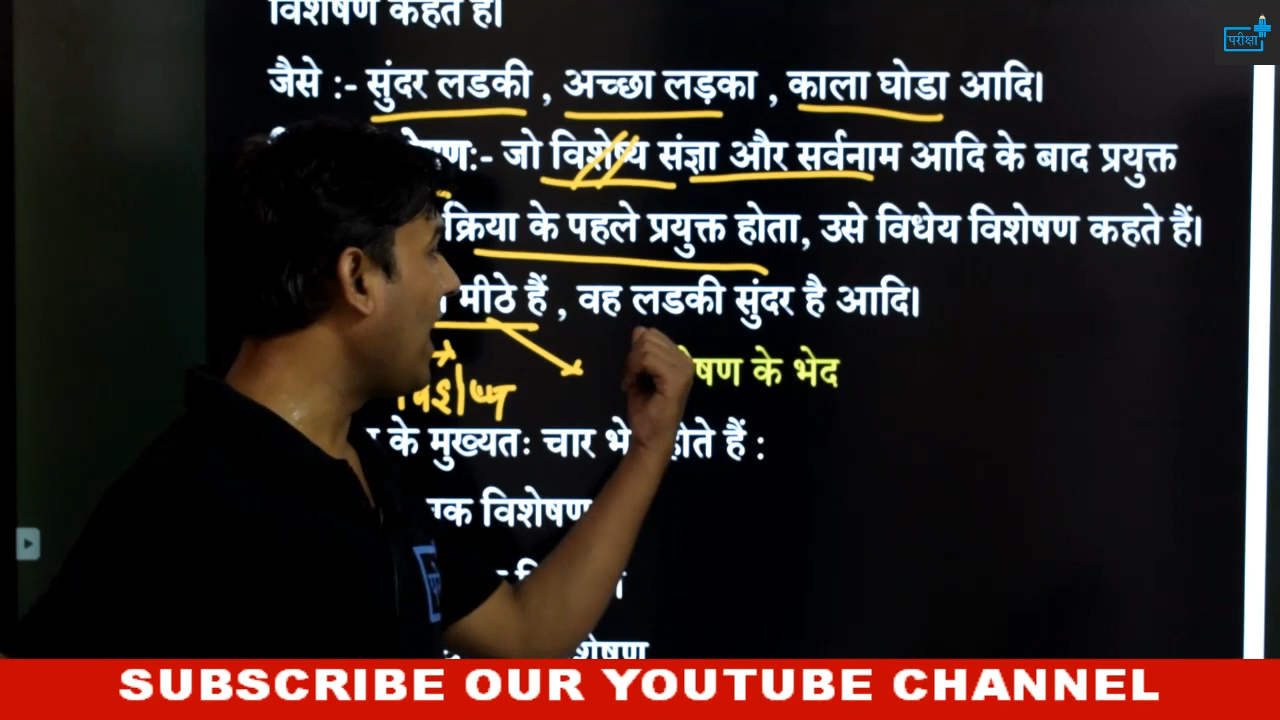 परीक्षा
विशेषण कहते हैं।
जैसे :- सुंदर लडकी , अच्छा लड़का , काला घोडा आदि।
जो विशेष्य संज्ञा और सर्वनाम आदि के बाद प्रयुक्त
क्रिया के पहले प्रयुक्त होता, उसे विधेय विशेषण कहते हैं।
मीठे हैं , वह लडकी सुंदर है आदि।
के भेद
के मुख्यतः चार होते हैं :
विशेषण
SUBSCRIBE OUR YOUTUBE CHANNEL